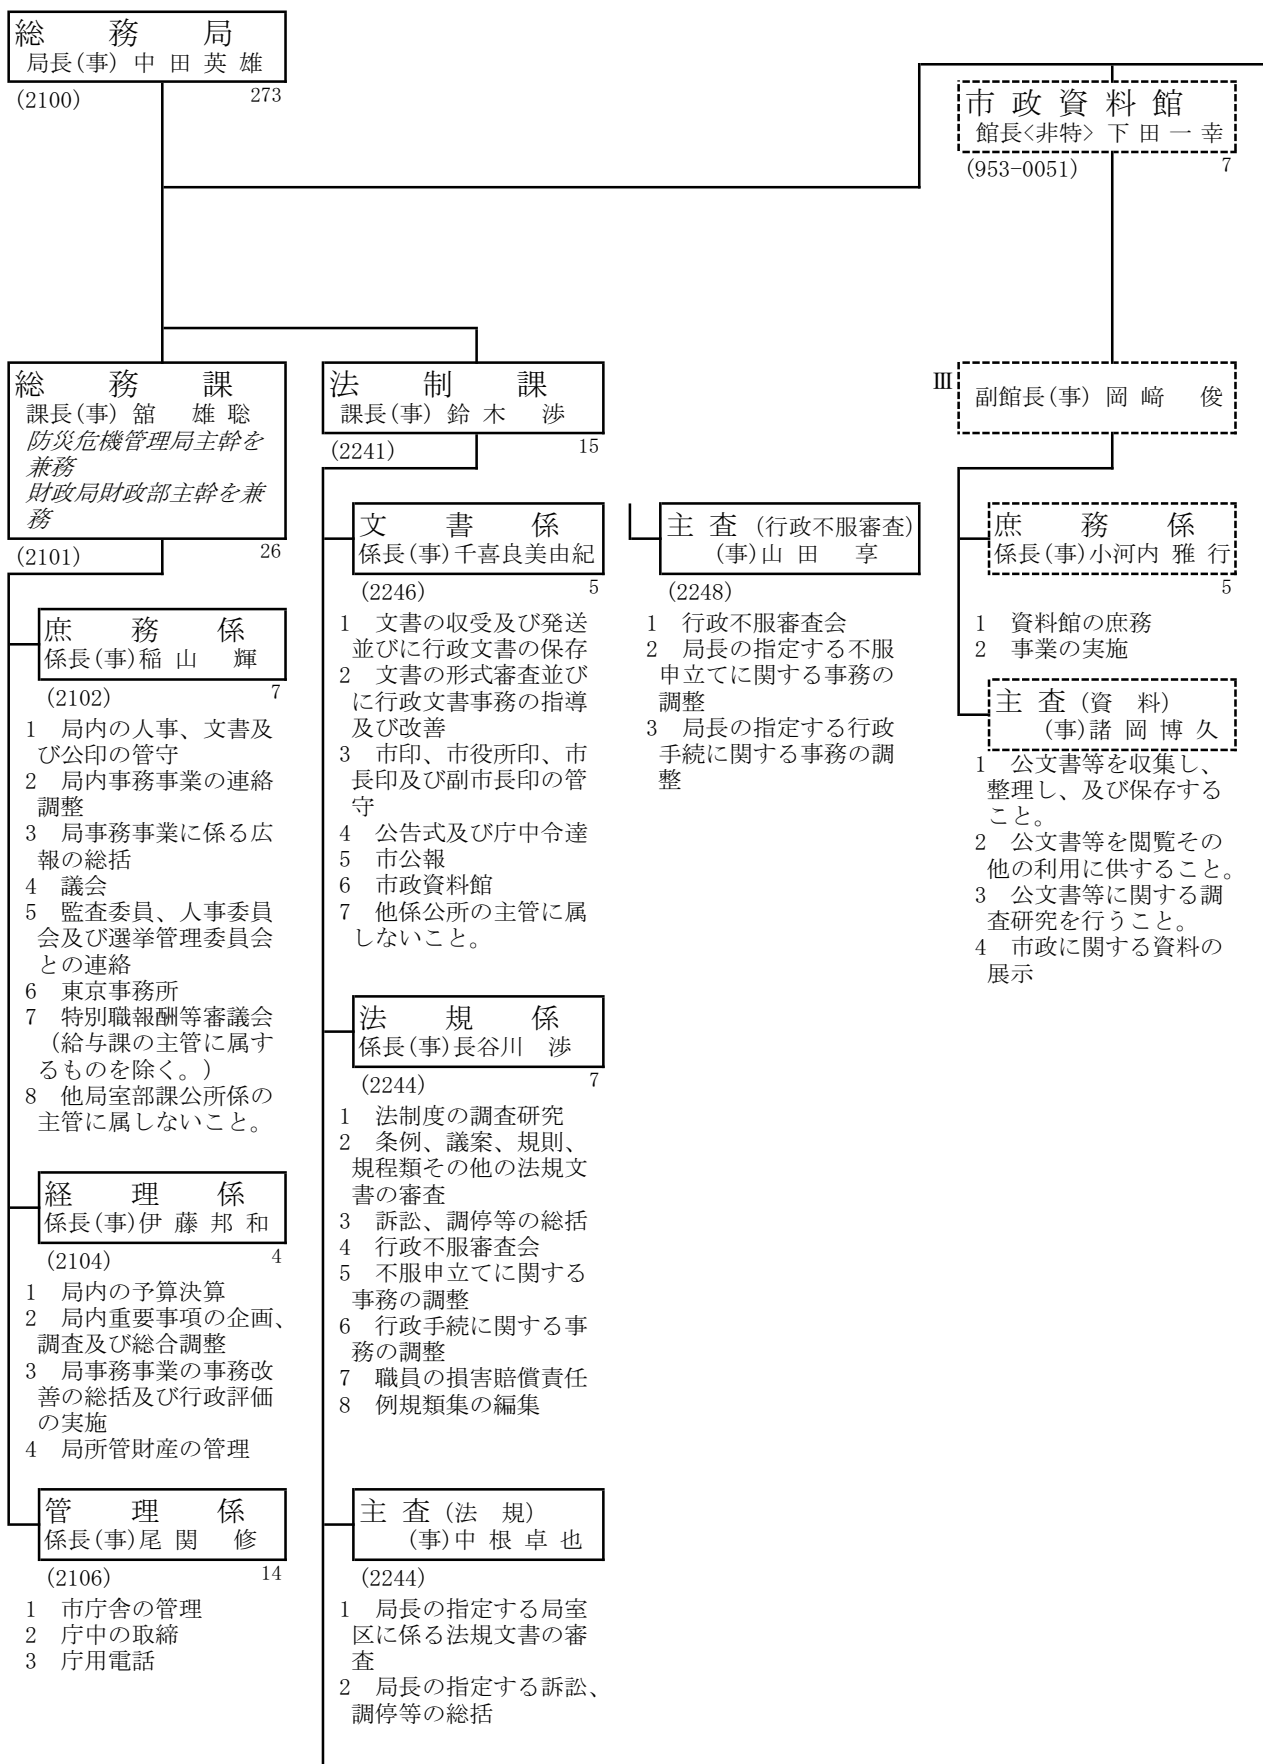 総務局
局長(事) 中田英雄
(2100) 273
総務課
課長(事) 舘 雄聡
防災危機管理局主幹を
兼務
財政局財政部主幹を兼
務
(2101) 26
庶務係
係長(事)稲山 輝
(2102) 7
1 局内の人事、文書及
び公印の管守
2 局内事務事業の連絡
調整
3 局事務事業に係る広
報の総括
4 議会
5 監査委員、人事委員
会及び選挙管理委員会
との連絡
6 東京事務所
7 特別職報酬等審議会
(給与課の主管に属す
るものを除く。)
8 他局室部課公所係の
主管に属しないこと。
経理係
係長(事)伊藤邦和
(2104) 4
1 局内の予算決算
2 局内重要事項の企画、
調査及び総合調整
3 局事務事業の事務改
善の総括及び行政評価
の実施
4 局所管財産の管理
管理係
係長(事)尾関 修
(2106) 14
1 市庁舎の管理
2 庁中の取締
3 庁用電話
法制課
課長(事) 鈴木 渉
(2241) 15
文書係
係長(事)千喜良美由紀
(2246) 5
1 文書の収受及び発送
並びに行政文書の保存
2 文書の形式審査並び
に行政文書事務の指導
及び改善
3 市印、市役所印、市
長印及び副市長印の管
守
4 公告式及び庁中令達
5 市公報
6 市政資料館
7 他係公所の主管に属
しないこと。
法規係
係長(事)長谷川 渉
(2244) 7
1 法制度の調査研究
2 条例、議案、規則、
規程類その他の法規文
書の審査
3 訴訟、調停等の総括
4 行政不服審査会
5 不服申立てに関する
事務の調整
6 行政手続に関する事
務の調整
7 職員の損害賠償責任
8 例規類集の編集
主査(法 規)
(事)中根卓也
(2244)
1 局長の指定する局室
区に係る法規文書の審
査
2 局長の指定する訴訟、
調停等の総括
主査(行政不服審査)
(事)山田 享
(2248)
1 行政不服審査会
2 局長の指定する不服
申立てに関する事務の
調整
3 局長の指定する行政
手続に関する事務の調
整
市政資料館
館長<非特> 下田一幸
(953-0051) 7
Ⅲ
副館長(事) 岡﨑 俊
庶務係
係長(事)小河内 雅行
5
1 資料館の庶務
2 事業の実施
主査(資 料)
(事)諸岡博久
1 公文書等を収集し、
整理し、及び保存する
こと。
2 公文書等を閲覧その
他の利用に供すること。
3 公文書等に関する調
査研究を行うこと。
4 市政に関する資料の
展示